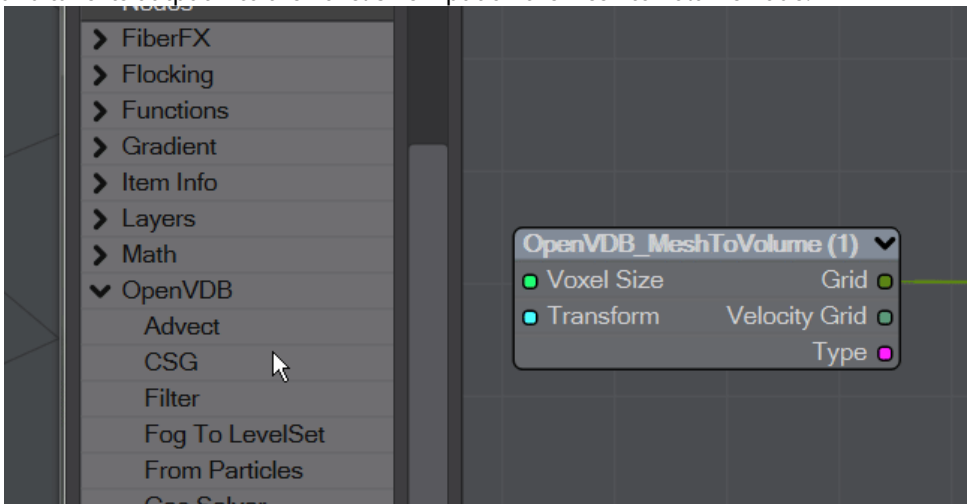 Nodes
FiberFX
Flocking
Functions
Gradient
Item Info
Layers
Math
OpenVDB
Advect
CSG
Filter
Fog To LevelSet
From Particles
OpenVDB_MeshToVolume (1)
Voxel Size Grid
Transform Velocity Grid
Type